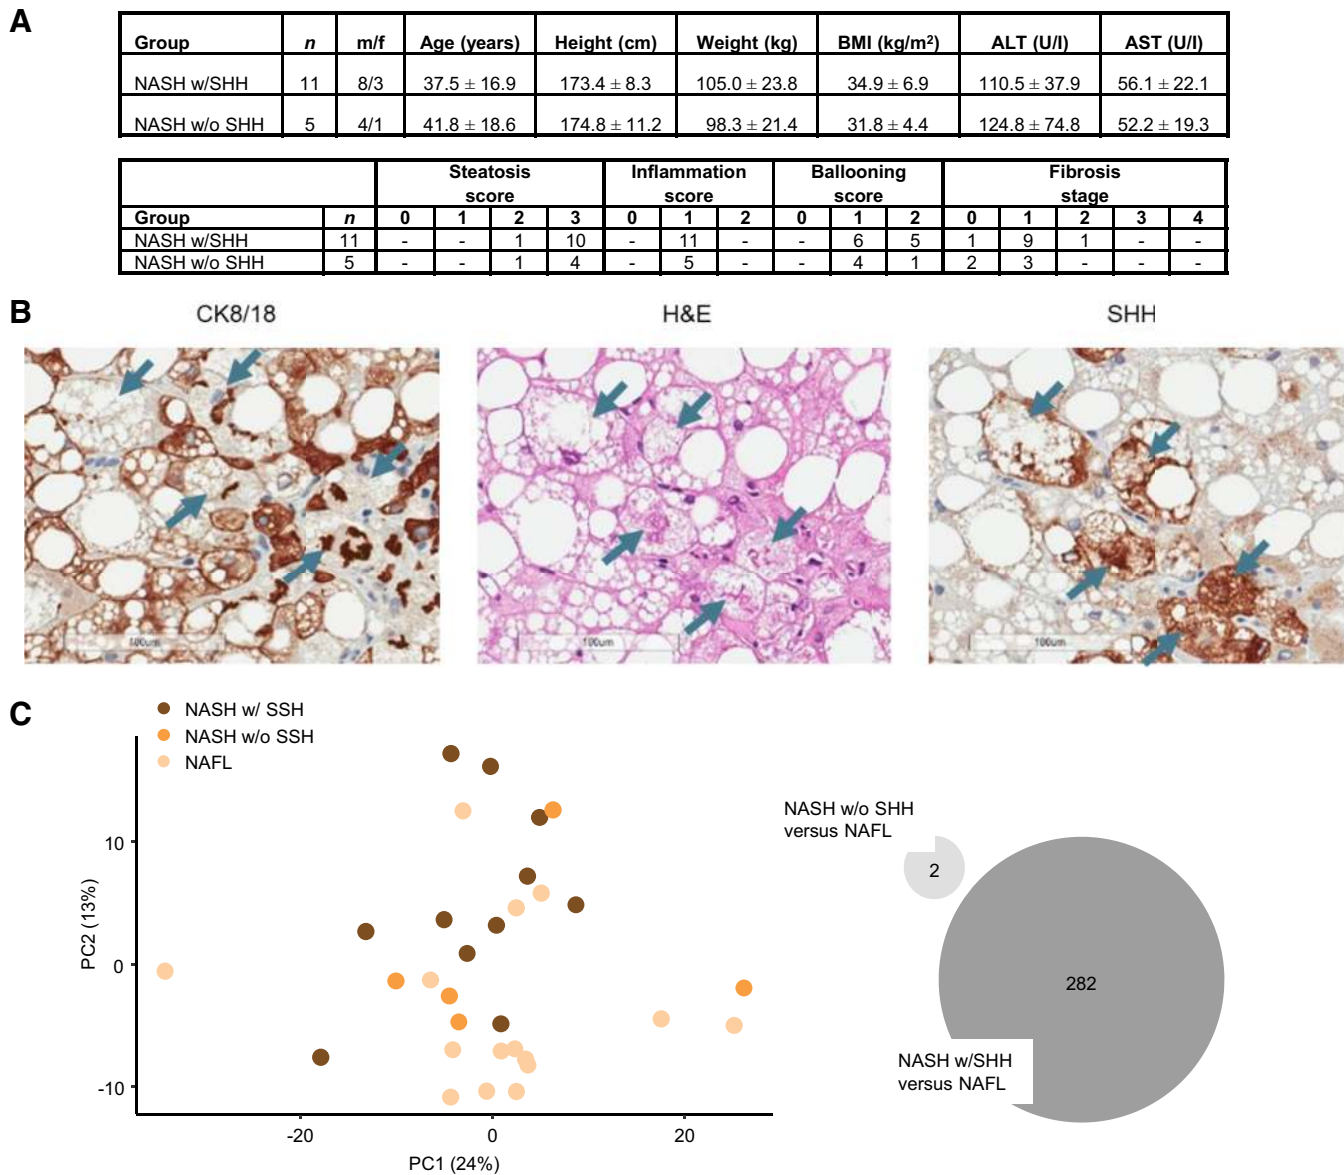 A
Group n m/f Age (years) Height (cm) Weight (kg) BMI (kg/m²) ALT (U/l) AST (U/l)
NASH w/SHH 11 8/3 37.5 ± 16.9 173.4 ± 8.3 105.0 ± 23.8 34.9 ± 6.9 110.5 ± 37.9 56.1 ± 22.1
NASH w/o SHH 5 4/1 41.8 ± 18.6 174.8 ± 11.2 98.3 ± 21.4 31.8 ± 4.4 124.8 ± 74.8 52.2 ± 19.3
Steatosis Inflammation Ballooning Fibrosis
score score score stage
Group n 0 1 2 3 0 1 2 0 1 2 0 1 2 3 4
NASH w/SHH 11 - - 1 10 - 11 - - 6 5 1 9 1 - -
NASH w/o SHH 5 - - 1 4 - 5 - - 4 1 2 3 - - -
B
CK8/18 H&E SHH
100um 100um 100um
C
NASH w/ SSH
NASH w/o SSH
NAFL
10
0
-10
PC2 (13%)
-20 0 20
PC1 (24%)
NASH w/o SHH
versus NAFL
2
282
NASH w/SHH
versus NAFL